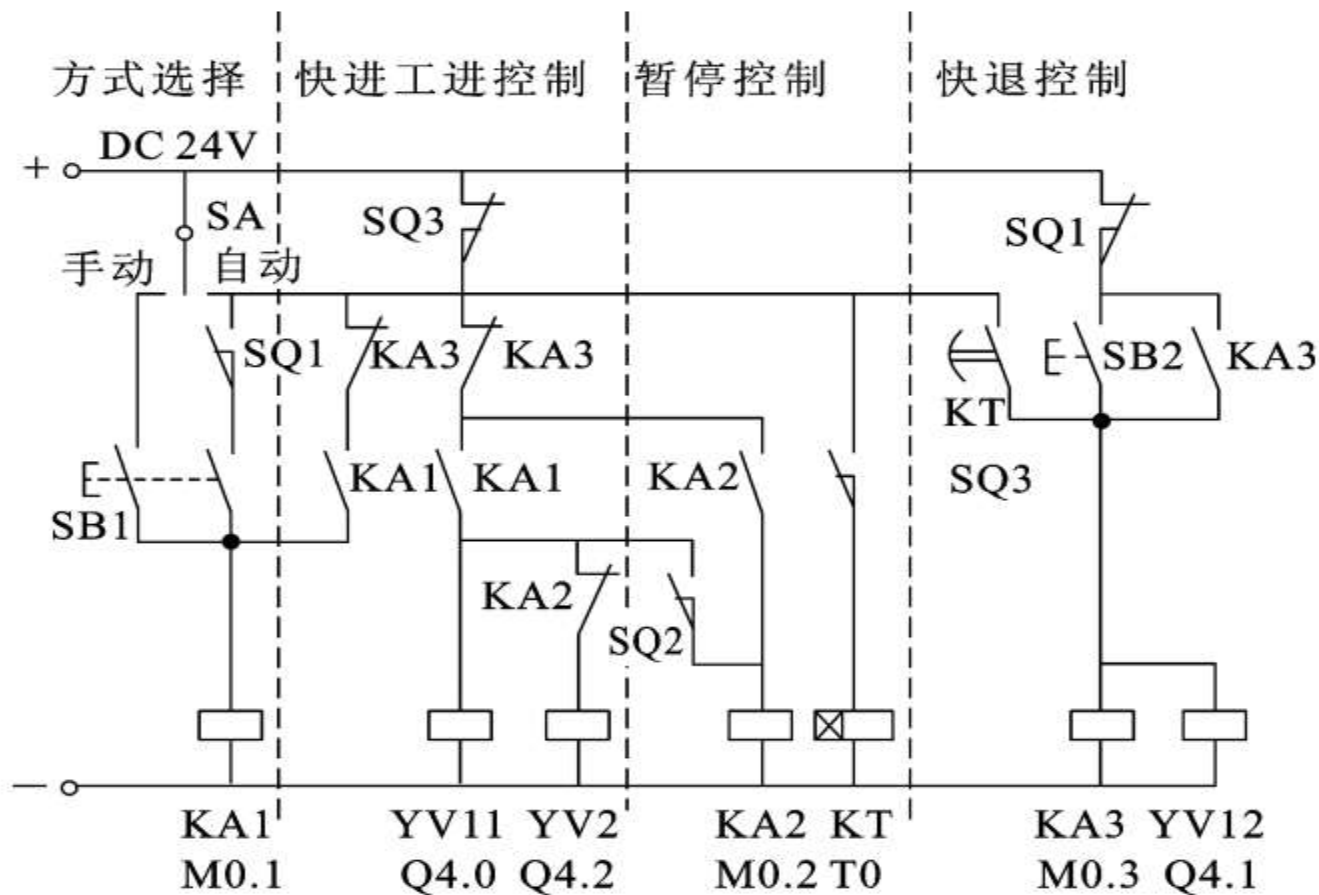 方式选择 快进工进控制 暂停控制 快退控制
DC 24V
+
SA
SQ3
SQ1
手动 自动
SQ1 KA3 KA3 SB2 KA3
KT
KA1 KA1 KA2 SQ3
SB1
KA2
SQ2
—
KA1 YV11 YV2 KA2 KT KA3 YV12
M0.1 Q4.0 Q4.2 M0.2 T0 M0.3 Q4.1